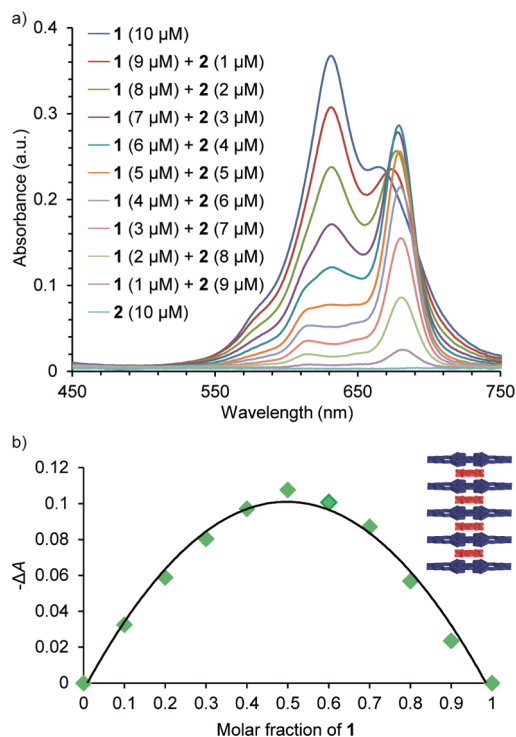 a)
0.4
0.3
0.2
0.1
0
Absorbance (a.u.)
1 (10 μM)
1 (9 μM) + 2 (1 μM)
1 (8 μM) + 2 (2 μM)
1 (7 μM) + 2 (3 μM)
1 (6 μM) + 2 (4 μM)
1 (5 μM) + 2 (5 μM)
1 (4 μM) + 2 (6 μM)
1 (3 μM) + 2 (7 μM)
1 (2 μM) + 2 (8 μM)
1 (1 μM) + 2 (9 μM)
2 (10 μM)
450 550 650 750
Wavelength (nm)
b)
0.12
0.1
0.08
0.06
0.04
0.02
0
-ΔA
0 0.1 0.2 0.3 0.4 0.5 0.6 0.7 0.8 0.9 1
Molar fraction of 1